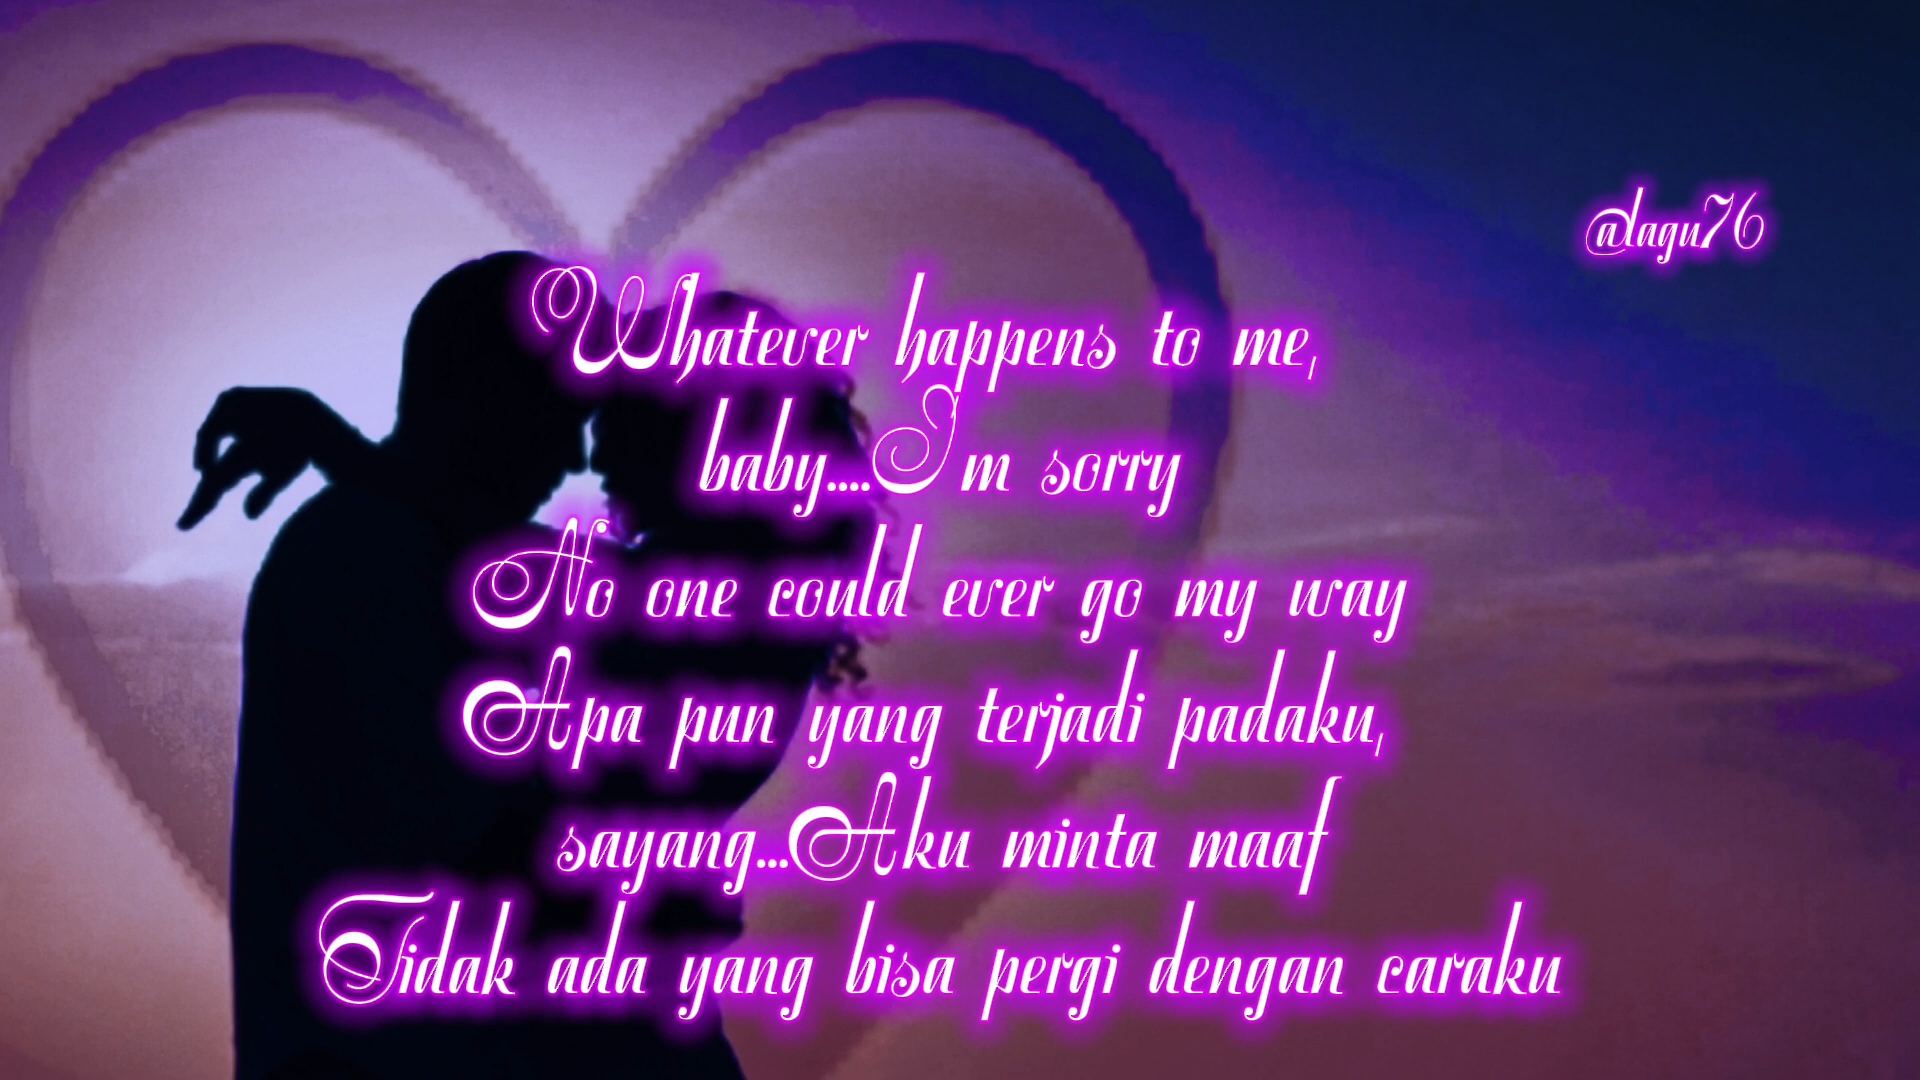 @lagu76
Whatever happens to me,
baby....I'm sorry
No one could ever go my way
Apa pun yang terjadi padaku,
sayang...Aku minta maaf
Tidak ada yang bisa pergi dengan caraku